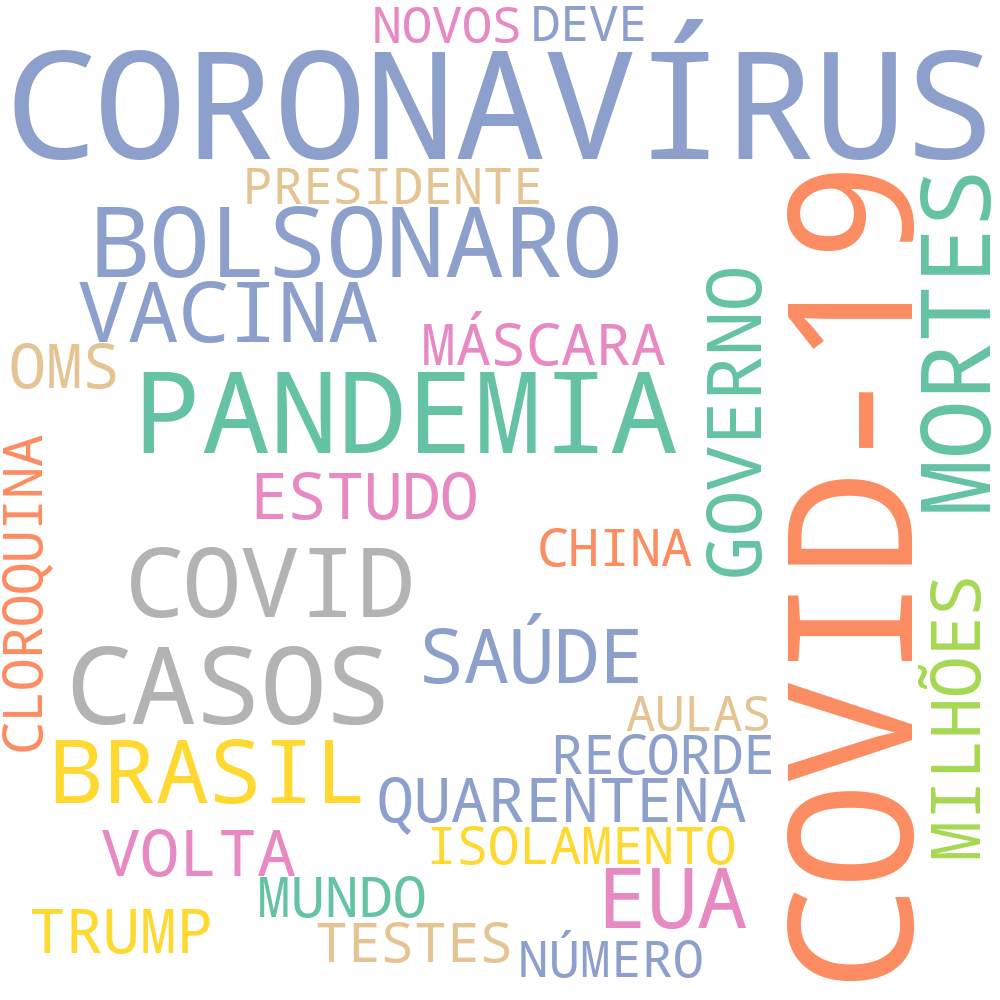 NOVOS DEVE
CORONAVÍRUS
PRESIDENTE
BOLSONARO
VACINA
MÁSCARA
OMS
PANDEMIA
ESTUDO
CHINA
COVID
CASOS
SAÚDE
AULAS
BRASIL
RECORDE
QUARENTENA
VOLTA
ISOLAMENTO
MUNDO
EUA
TRUMP
TESTES
NÚMERO
CLOROQUINA
GOVERNO
COVID-19
MORTES
MILHÕES